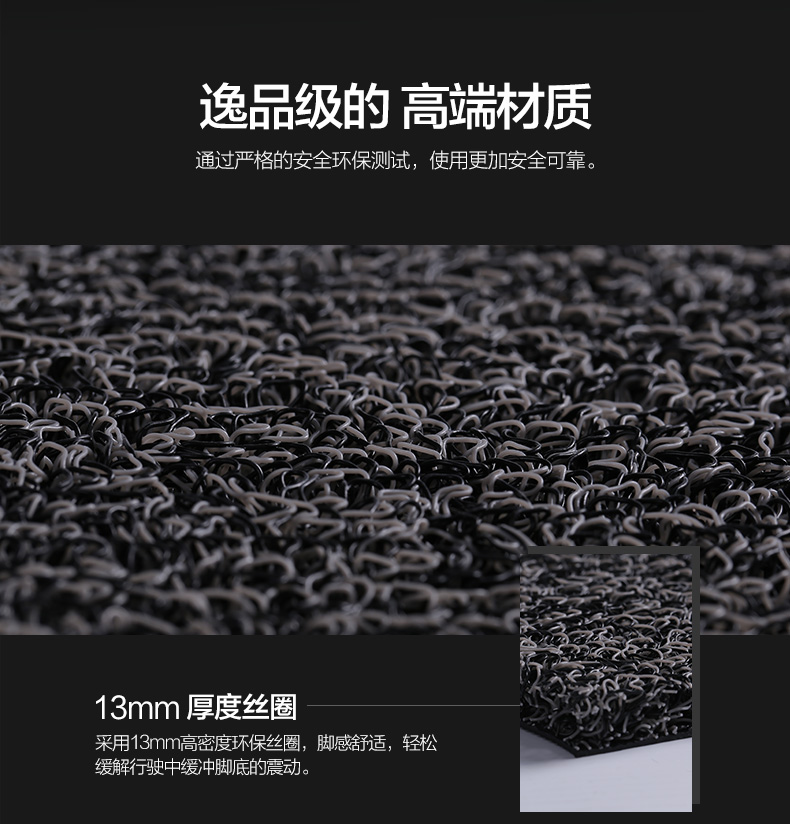 逸品级的 高端材质
通过严格的安全环保测试，使用更加安全可靠。
13mm 厚度丝圈
采用13mm高密度环保丝圈，脚感舒适，轻松
缓解行驶中缓冲脚底的震动。